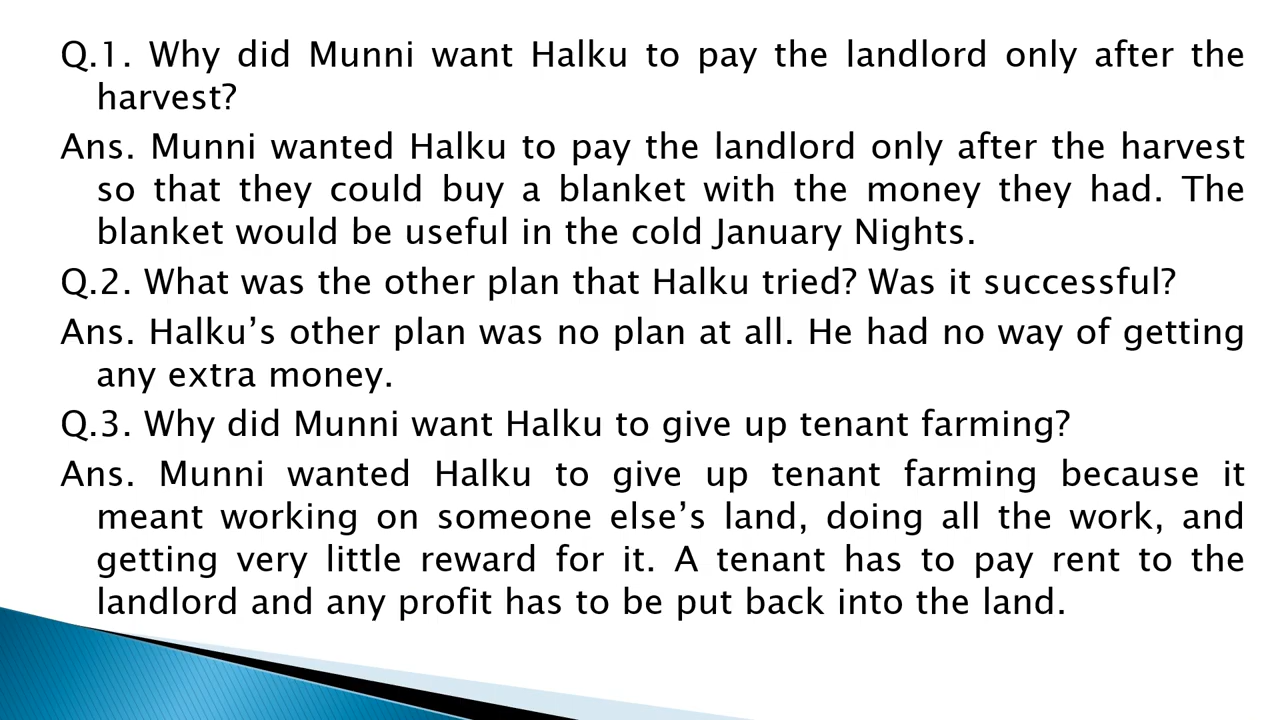 Q.1. Why did Munni want Halku to pay the landlord only after the
harvest?
Ans. Munni wanted Halku to pay the landlord only after the harvest
so that they could buy a blanket with the money they had. The
blanket would be useful in the cold January Nights.
Q.2. What was the other plan that Halku tried? Was it successful?
Ans. Halku’s other plan was no plan at all. He had no way of getting
any extra money.
Q.3. Why did Munni want Halku to give up tenant farming?
Ans. Munni wanted Halku to give up tenant farming because it
meant working on someone else’s land, doing all the work, and
getting very little reward for it. A tenant has to pay rent to the
landlord and any profit has to be put back into the land.